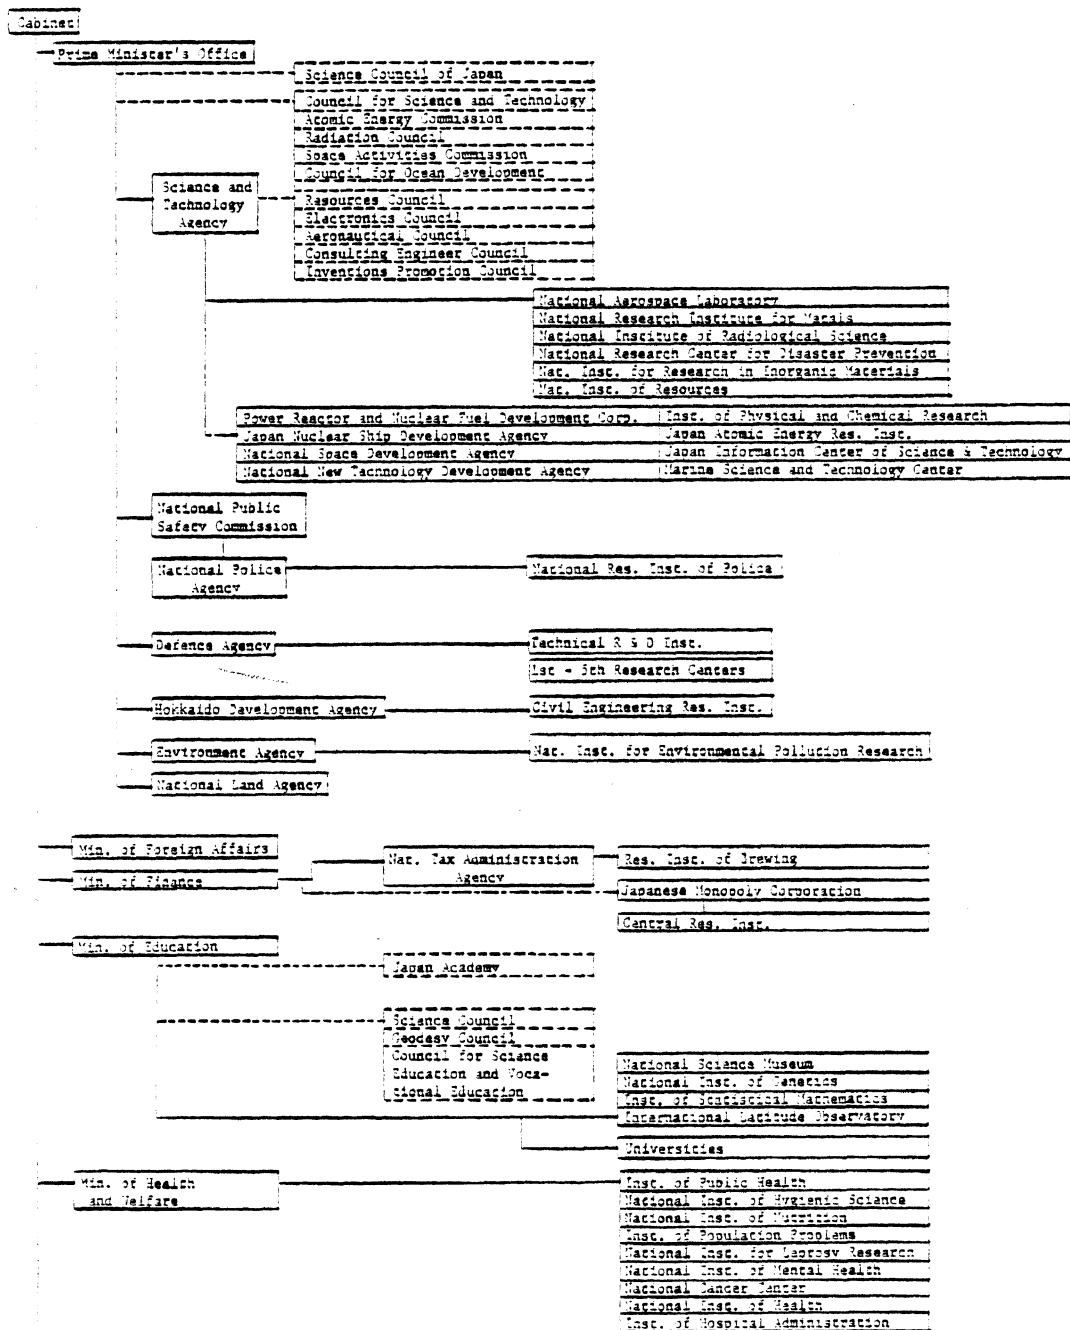 Cabinet
Prime Minister's Office
Science Council of Japan
Council for Science and Technology
Atomic Energy Commission
Radiation Council
Space Activities Commission
Council for Ocean Development
Science and
Technology
Agency
Resources Council
Electronics Council
Aeronautical Council
Consulting Engineer Council
Inventions Promotion Council
National Aerospace Laboratory
National Research Institute for Metals
National Institute of Radiological Science
National Research Center for Disaster Prevention
Nat. Inst. for Research in Inorganic Materials
Nat. Inst. of Resources
Power Reactor and Nuclear Fuel Development Corp. Inst. of Physical and Chemical Research
Japan Nuclear Ship Development Agency Japan Atomic Energy Res. Inst.
National Space Development Agency Japan Information Center of Science & Technology
National New Technology Development Agency Marine Science and Technology Center
National Public
Safety Commission
National Police
Agency
National Res. Inst. of Police
Defence Agency
Technical R & D Inst.
1st - 5th Research Centers
Hokkaido Development Agency
Civil Engineering Res. Inst.
Environment Agency
Nat. Inst. for Environmental Pollution Research
National Land Agency
Min. of Foreign Affairs
Min. of Finance
Nat. Tax Administration
Agency
Res. Inst. of Brewing
Japanese Monopoly Corporation
Central Res. Inst.
Min. of Education
Japan Academy
Science Council
Geodesy Council
Council for Science
Education and Voca-
tional Education
National Science Museum
National Inst. of Genetics
Inst. of Statistical Mathematics
International Latitude Observatory
Universities
Min. of Health
and Welfare
Inst. of Public Health
National Inst. of Hygienic Science
National Inst. of Nutrition
Inst. of Population Problems
National Inst. for Leprosy Research
National Inst. of Mental Health
National Cancer Center
National Inst. of Health
Inst. of Hospital Administration